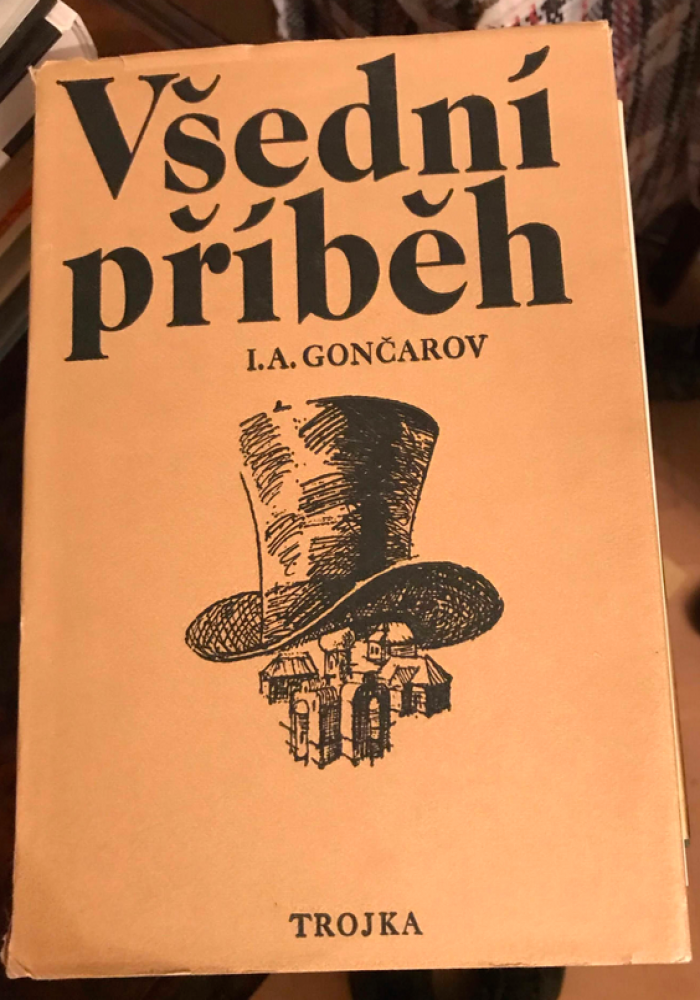 Všední
příběh
I.A. GONČAROV
TROJKA